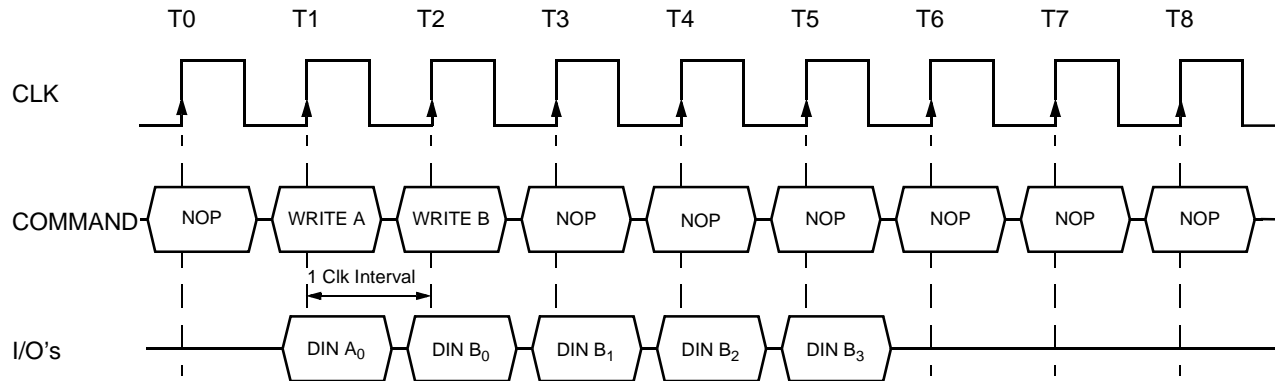 T0 T1 T2 T3 T4 T5 T6 T7 T8
CLK
COMMAND NOP WRITE A WRITE B NOP NOP NOP NOP NOP NOP
1 Clk Interval
I/O's DIN A0 DIN B0 DIN B1 DIN B2 DIN B3